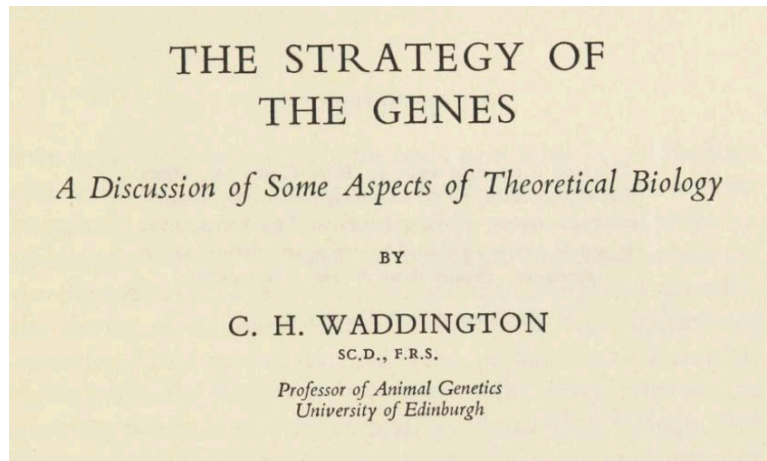 THE STRATEGY OF
THE GENES
A Discussion of Some Aspects of Theoretical Biology
BY
C. H. WADDINGTON
SC.D., F.R.S.
Professor of Animal Genetics
University of Edinburgh